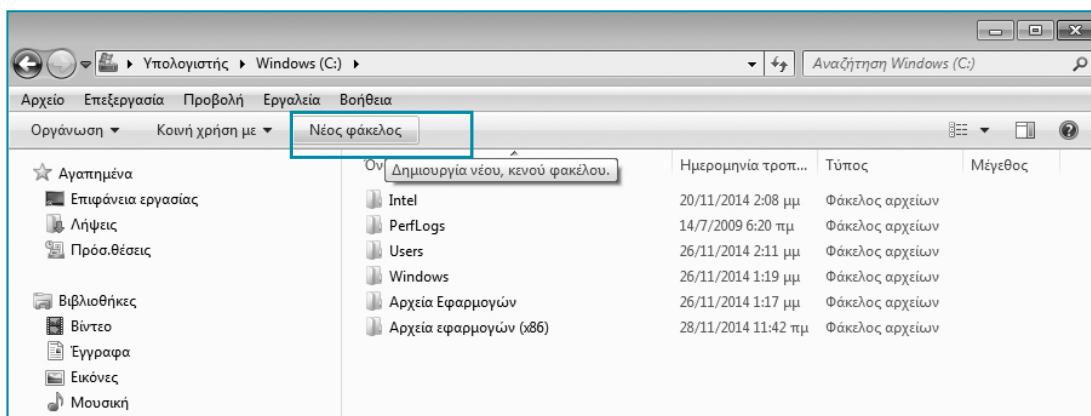 Υπολογιστής Windows (C:) Αναζήτηση Windows (C:)
Αρχείο Επεξεργασία Προβολή Εργαλεία Βοήθεια
Οργάνωση Κοινή χρήση με Νέος φάκελος
Αγαπημένα
Επιφάνεια εργασίας
Λήψεις
Πρόσ.θέσεις
Βιβλιοθήκες
Βίντεο
Έγγραφα
Εικόνες
Μουσική
Όν Ημερομηνία τροπ... Τύπος Μέγεθος
Δημιουργία νέου, κενού φακέλου.
Intel 20/11/2014 2:08 μμ Φάκελος αρχείων
PerfLogs 14/7/2009 6:20 πμ Φάκελος αρχείων
Users 26/11/2014 2:11 μμ Φάκελος αρχείων
Windows 26/11/2014 1:19 μμ Φάκελος αρχείων
Αρχεία Εφαρμογών 26/11/2014 1:17 μμ Φάκελος αρχείων
Αρχεία εφαρμογών (x86) 28/11/2014 11:42 πμ Φάκελος αρχείων